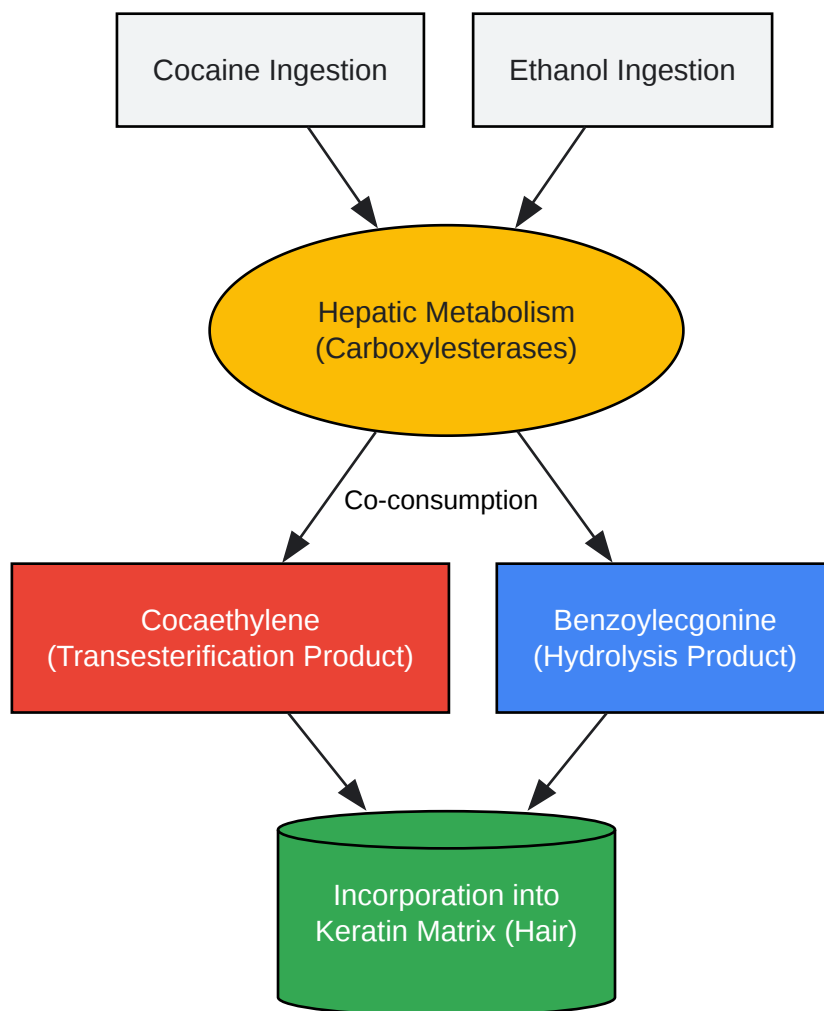 Cocaine Ingestion
Ethanol Ingestion
Hepatic Metabolism
(Carboxylesterases)
Co-consumption
Cocaethylene
(Transesterification Product)
Benzoylecgonine
(Hydrolysis Product)
Incorporation into
Keratin Matrix (Hair)